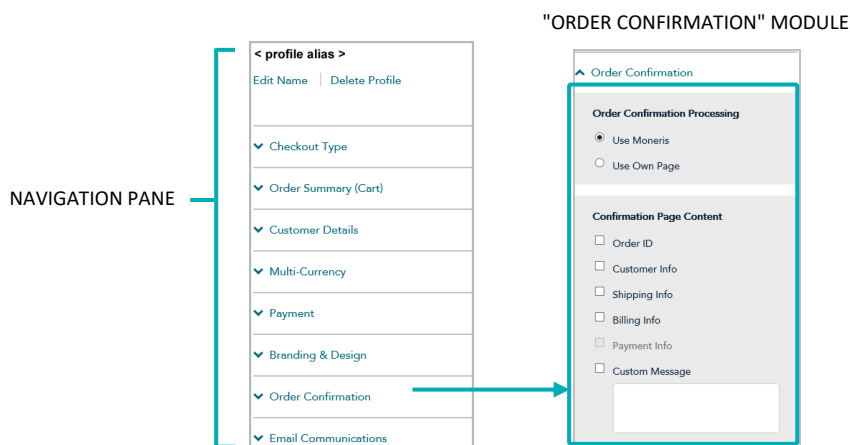 "ORDER CONFIRMATION" MODULE
NAVIGATION PANE
< profile alias >
Edit Name | Delete Profile
Checkout Type
Order Summary (Cart)
Customer Details
Multi-Currency
Payment
Branding & Design
Order Confirmation
Email Communications
Order Confirmation
Order Confirmation Processing
Use Moneris
Use Own Page
Confirmation Page Content
Order ID
Customer Info
Shipping Info
Billing Info
Payment Info
Custom Message